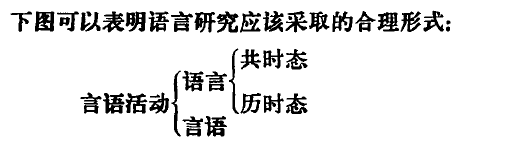 下图可以表明语言研究应该采取的合理形式：
共时态
语言
言语活动
历时态
言语